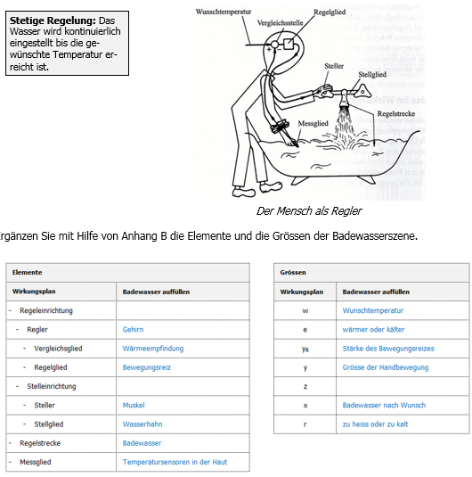 Stetige Regelung: Das
Wasser wird kontinuierlich
eingestellt bis die ge-
wünschte Temperatur er-
reicht ist.
Wunschtemperatur
Regelglied
Vergleichsstelle
Steller
Stellglied
Regelstrecke
Messglied
Der Mensch als Regler
Ergänzen Sie mit Hilfe von Anhang B die Elemente und die Grössen der Badewasserszene.
Elemente
Wirkungsplan Badewasser auffüllen
- Regeleinrichtung
- Regler Gehirn
- Vergleichsglied Wärmeempfindung
- Regelglied Bewegungsreiz
- Stelleinrichtung
- Steller Muskel
- Stellglied Wasserhahn
- Regelstrecke Badewasser
- Messglied Temperatursensoren in der Haut
Grössen
Wirkungsplan Badewasser auffüllen
w Wunschtemperatur
e wärmer oder kälter
yR Stärke des Bewegungsreizes
y Grösse der Handbewegung
z
x Badewasser nach Wunsch
r zu heiss oder zu kalt